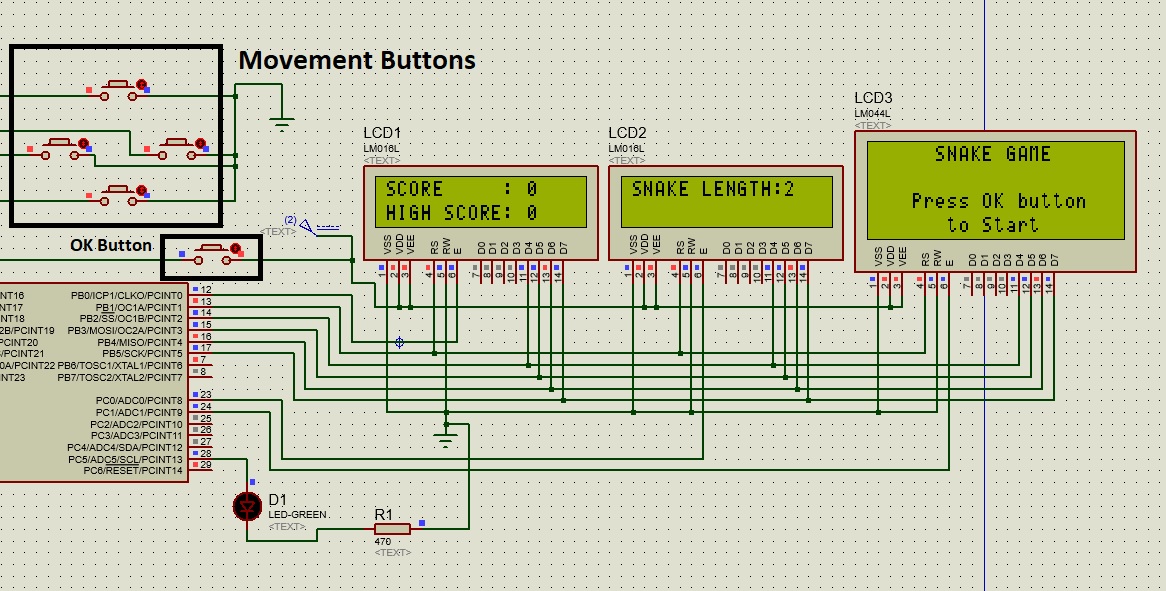 Movement Buttons
OK Button
(2)
<TEXT>
LCD1
LM016L
<TEXT>
SCORE : 0
HIGH SCORE: 0
VSS VDD VEE RS RW E D0 D1 D2 D3 D4 D5 D6 D7
1 2 3 4 5 6 7 8 9 10 11 12 13 14
LCD2
LM016L
<TEXT>
SNAKE LENGTH:2
VSS VDD VEE RS RW E D0 D1 D2 D3 D4 D5 D6 D7
1 2 3 4 5 6 7 8 9 10 11 12 13 14
LCD3
LM044L
<TEXT>
SNAKE GAME
Press OK button
to Start
VSS VDD VEE RS RW E D0 D1 D2 D3 D4 D5 D6 D7
1 2 3 4 5 6 7 8 9 10 11 12 13 14
NT16 PB0/ICP1/CLKO/PCINT0 12
NT17 PB1/OC1A/PCINT1 13
NT18 PB2/SS/OC1B/PCINT2 14
2B/PCINT19 PB3/MOSI/OC2A/PCINT3 15
PCINT20 PB4/MISO/PCINT4 16
/PCINT21 PB5/SCK/PCINT5 17
0A/PCINT22 PB6/TOSC1/XTAL1/PCINT6 7
NT23 PB7/TOSC2/XTAL2/PCINT7 8
PC0/ADC0/PCINT8 23
PC1/ADC1/PCINT9 24
PC2/ADC2/PCINT10 25
PC3/ADC3/PCINT11 26
PC4/ADC4/SDA/PCINT12 27
PC5/ADC5/SCL/PCINT13 28
PC6/RESET/PCINT14 29
D1
LED-GREEN
<TEXT>
R1
470
<TEXT>